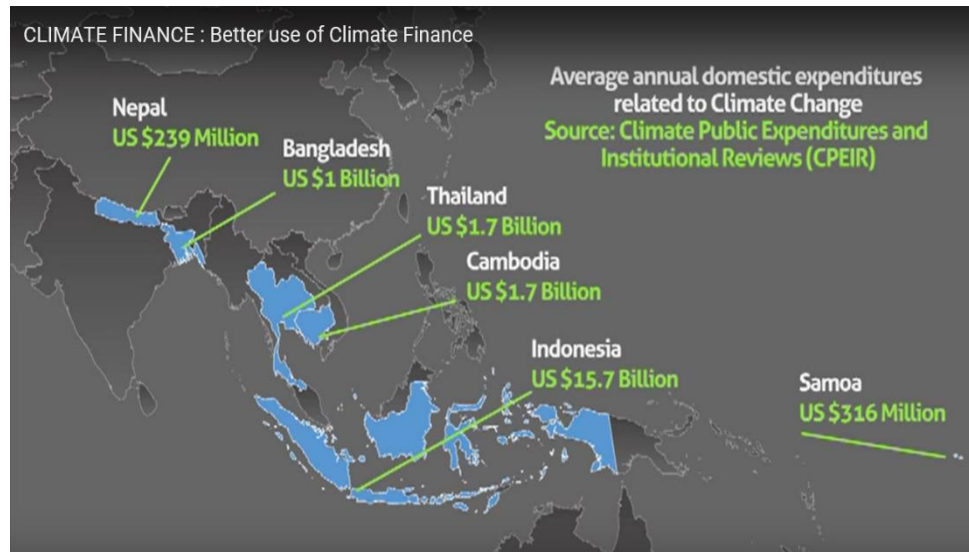 CLIMATE FINANCE : Better use of Climate Finance
Average annual domestic expenditures
related to Climate Change
Source: Climate Public Expenditures and
Institutional Reviews (CPEIR)
Nepal
US $239 Million
Bangladesh
US $1 Billion
Thailand
US $1.7 Billion
Cambodia
US $1.7 Billion
Indonesia
US $15.7 Billion
Samoa
US $316 Million